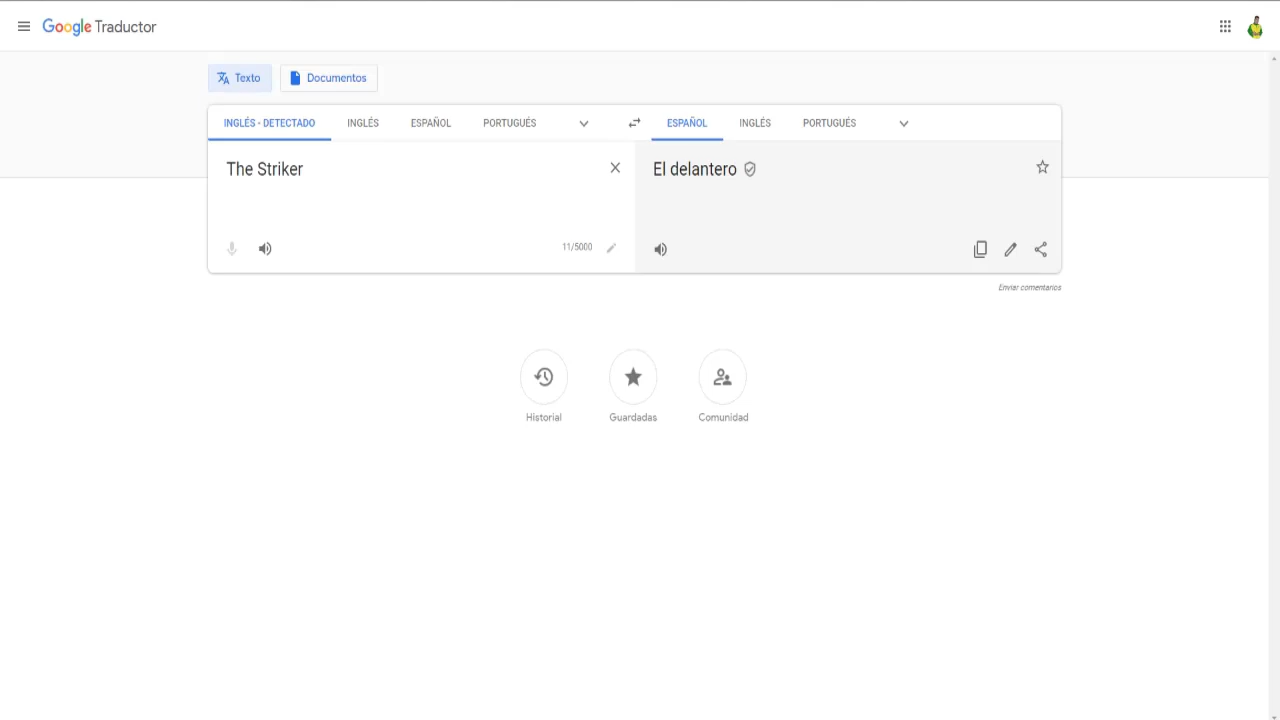 Google Traductor
Texto Documentos
INGLÉS - DETECTADO INGLÉS ESPAÑOL PORTUGUÉS ESPAÑOL INGLÉS PORTUGUÉS
The Striker
El delantero
11/5000
Enviar comentarios
Historial Guardadas Comunidad